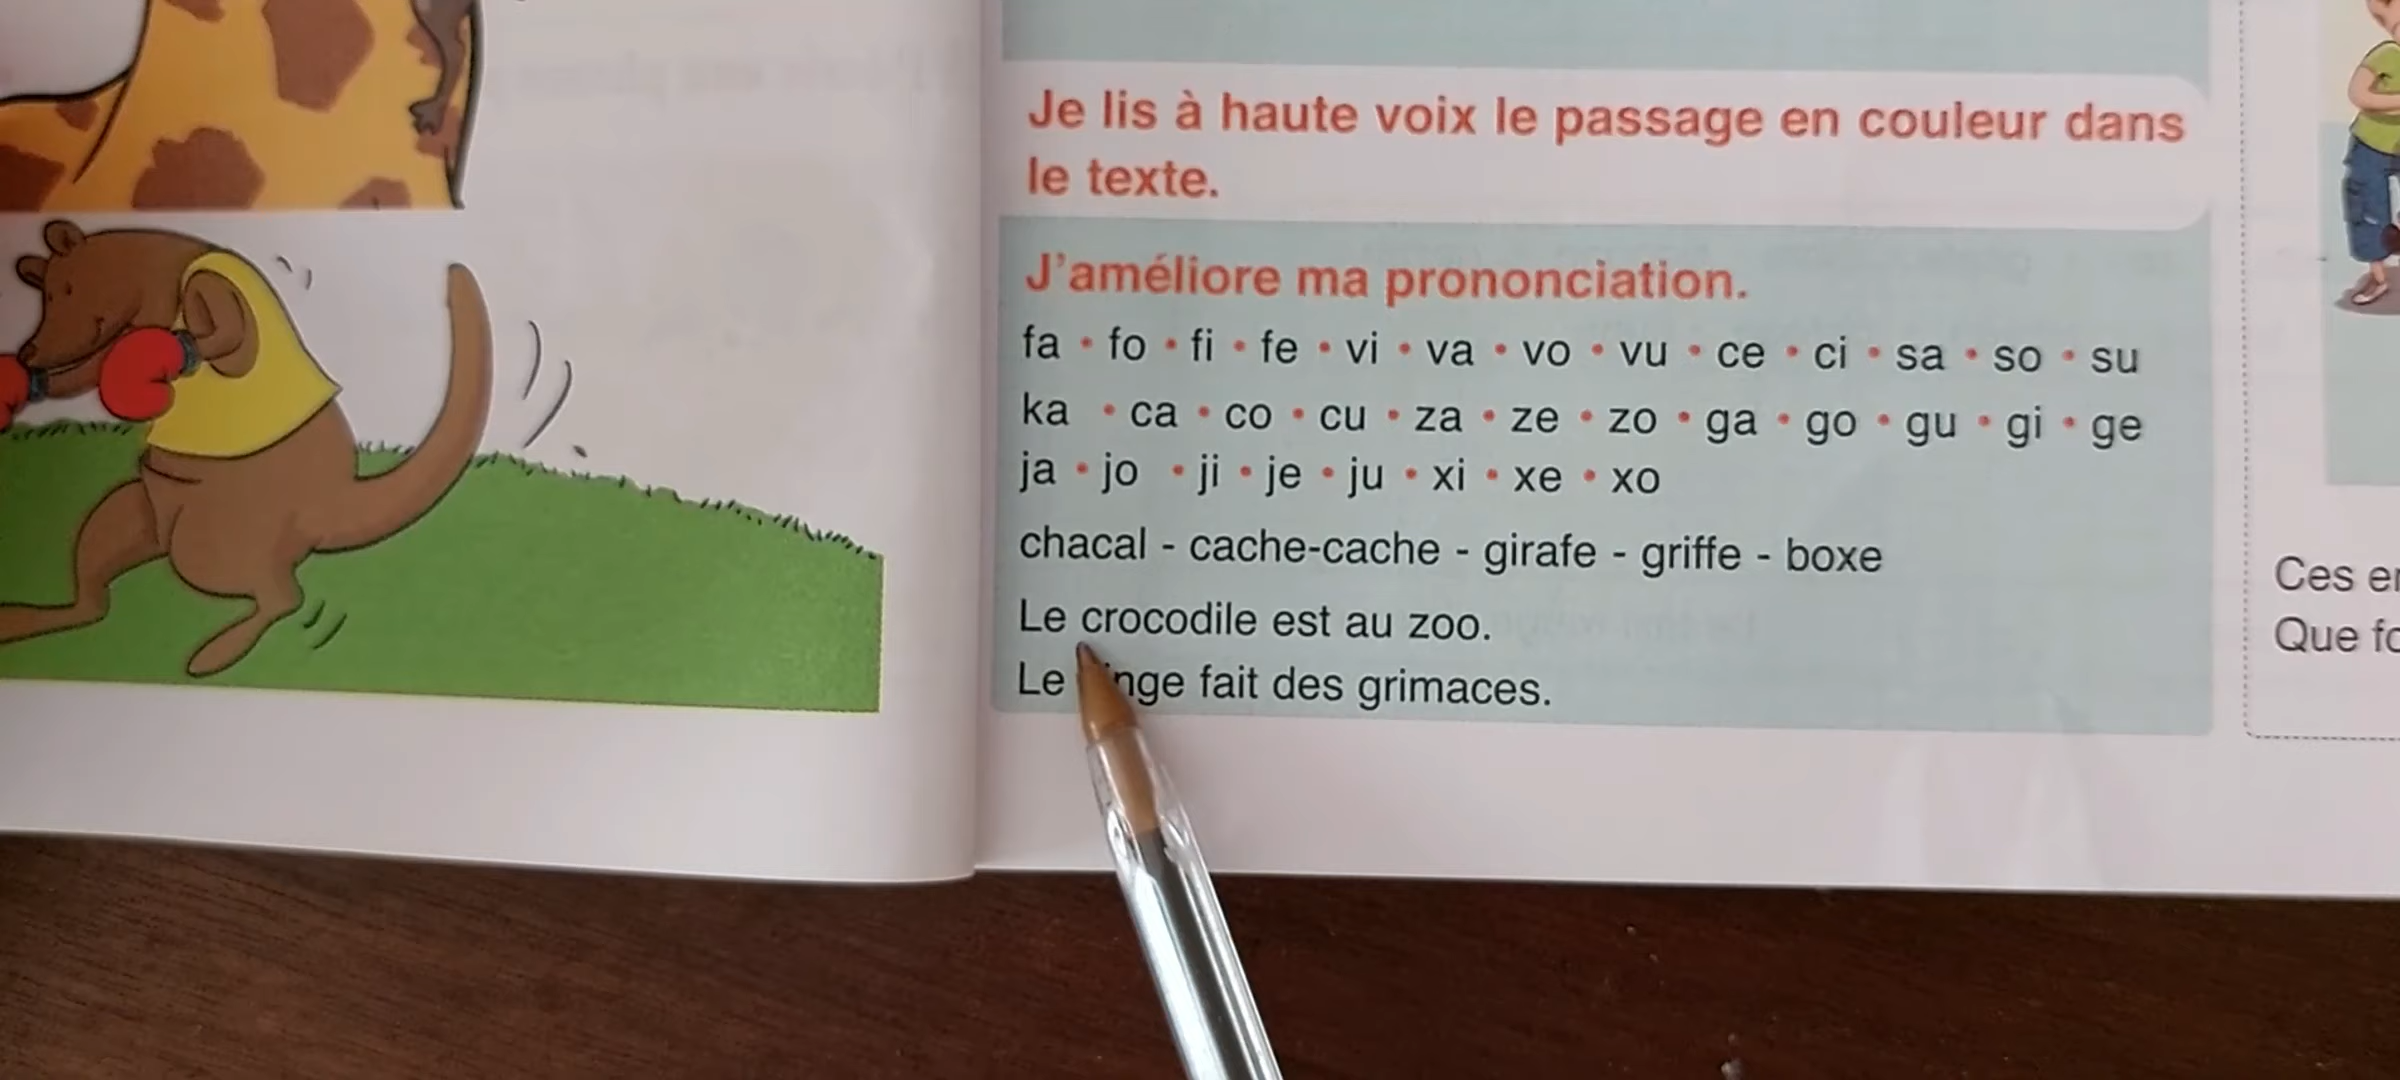 Je lis à haute voix le passage en couleur dans
le texte.
J'améliore ma prononciation.
fa • fo • fi • fe • vi • va • vo • vu • ce • ci • sa • so • su
ka • ca • co • cu • za • ze • zo • ga • go • gu • gi • ge
ja • jo • ji • je • ju • xi • xe • xo
chacal - cache-cache - girafe - griffe - boxe
Le crocodile est au zoo.
Le fait des grimaces.
Ces
Que